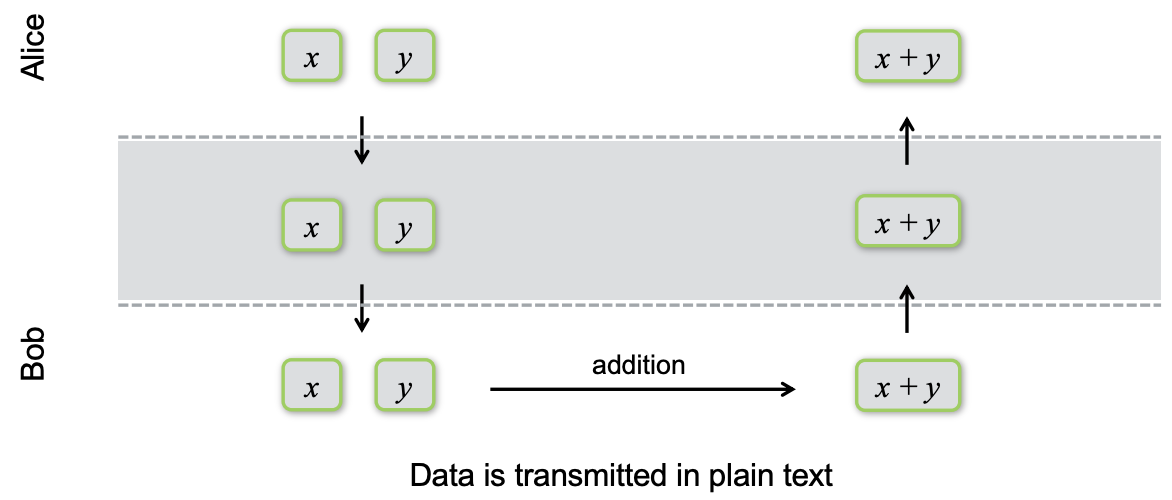 Alice
x y
x + y
x y
x + y
Bob
x y
addition
x + y
Data is transmitted in plain text